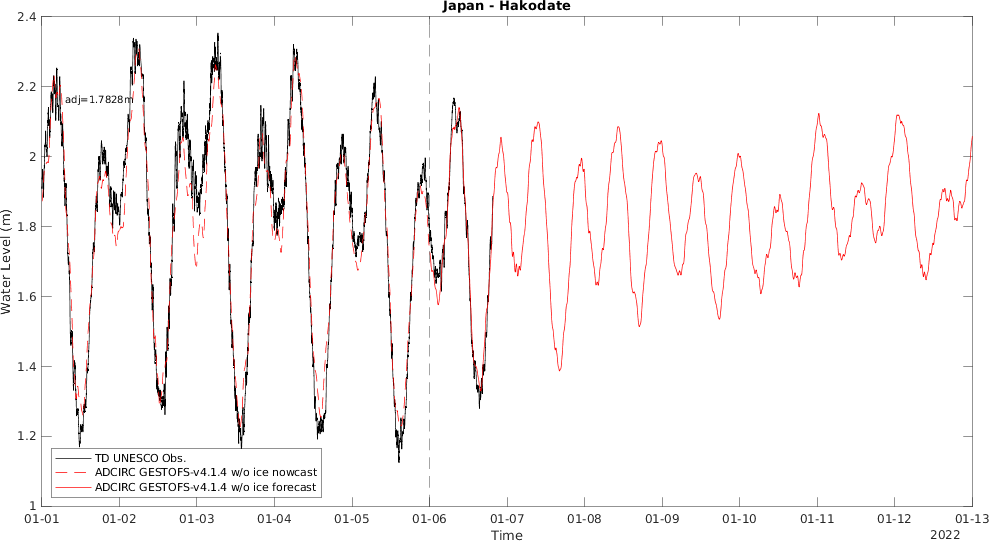 Japan - Hakodate
2.4
2.2
2
1.8
1.6
1.4
1.2
1
Water Level (m)
adj=1.7828m
TD UNESCO Obs.
ADCIRC GESTOFS-v4.1.4 w/o ice nowcast
ADCIRC GESTOFS-v4.1.4 w/o ice forecast
01-01 01-02 01-03 01-04 01-05 01-06 01-07 01-08 01-09 01-10 01-11 01-12 01-13
Time
2022